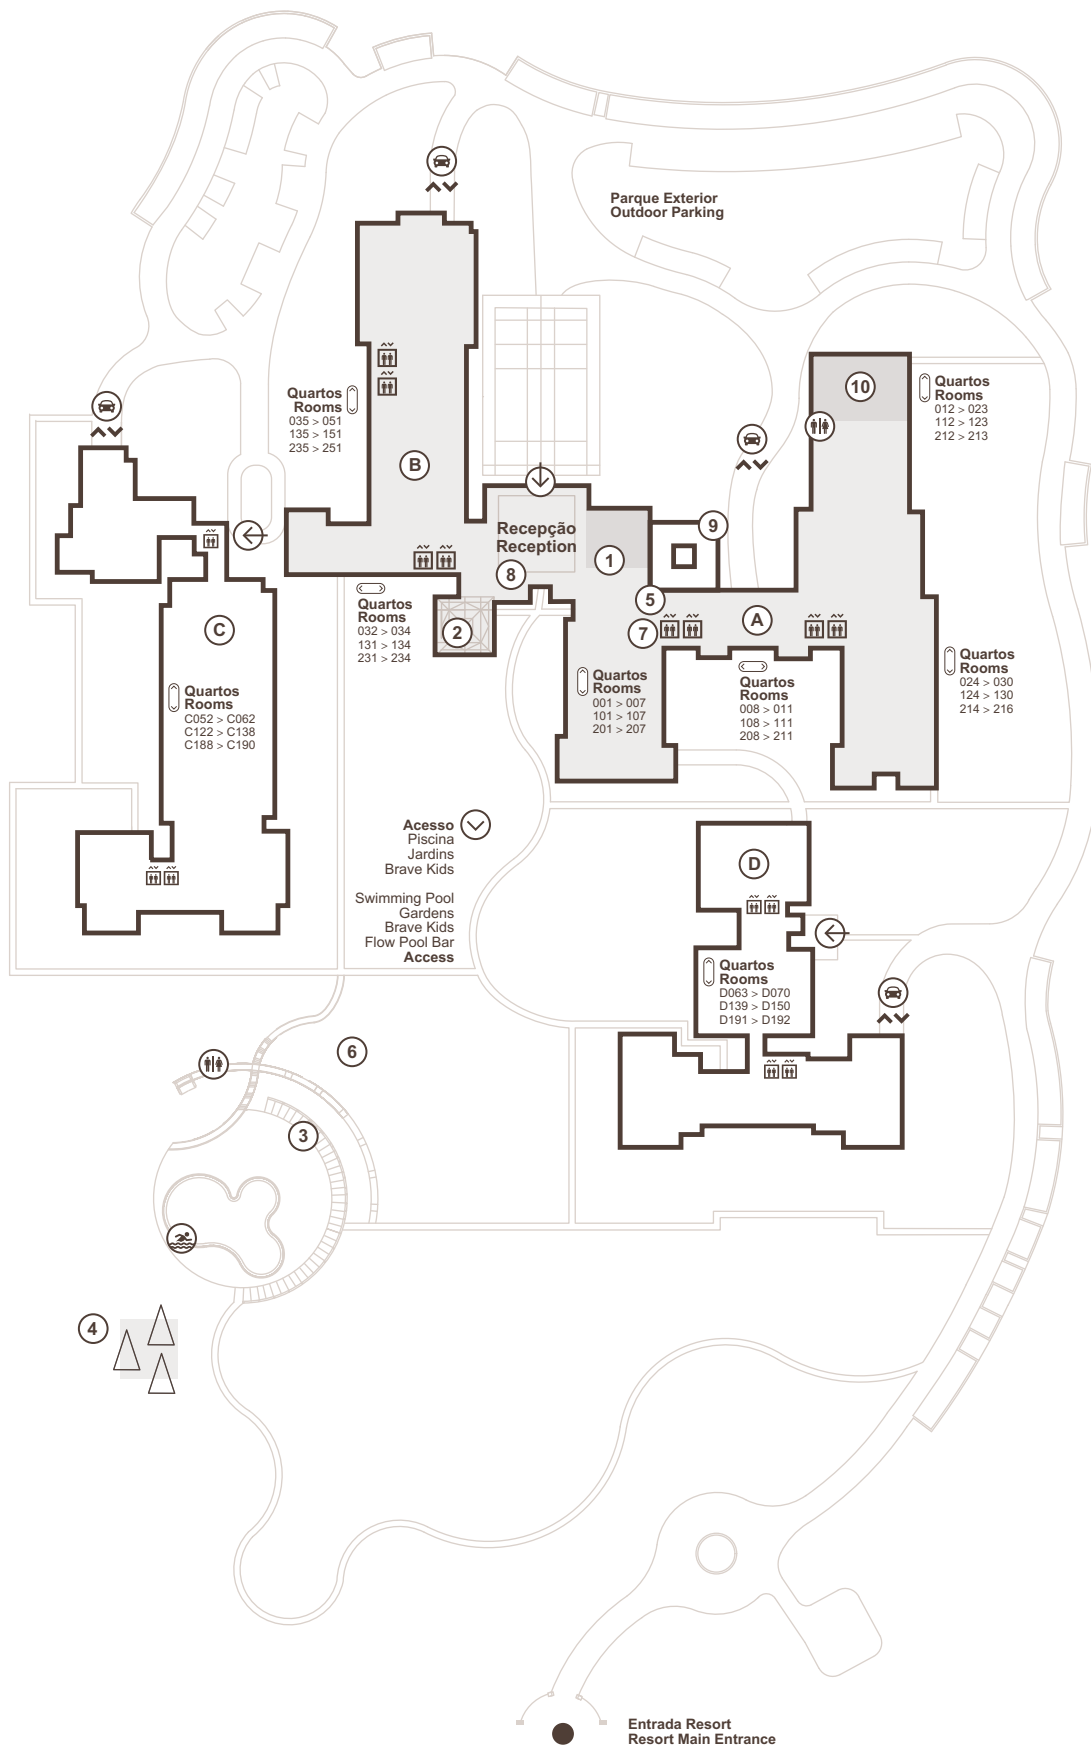 Parque Exterior
Outdoor Parking
10
Quartos
Rooms
012 > 023
112 > 123
212 > 213
Quartos
Rooms
035 > 051
135 > 151
235 > 251
B
Recepção
Reception
1
9
8
5
7
A
2
C
Quartos
Rooms
032 > 034
131 > 134
231 > 234
Quartos
Rooms
C052 > C062
C122 > C138
C188 > C190
Quartos
Rooms
001 > 007
101 > 107
201 > 207
Quartos
Rooms
008 > 011
108 > 111
208 > 211
Quartos
Rooms
024 > 030
124 > 130
214 > 216
Acesso
Piscina
Jardins
Brave Kids
Swimming Pool
Gardens
Brave Kids
Flow Pool Bar
Access
D
Quartos
Rooms
D063 > D070
D139 > D150
D191 > D192
6
3
4
Entrada Resort
Resort Main Entrance